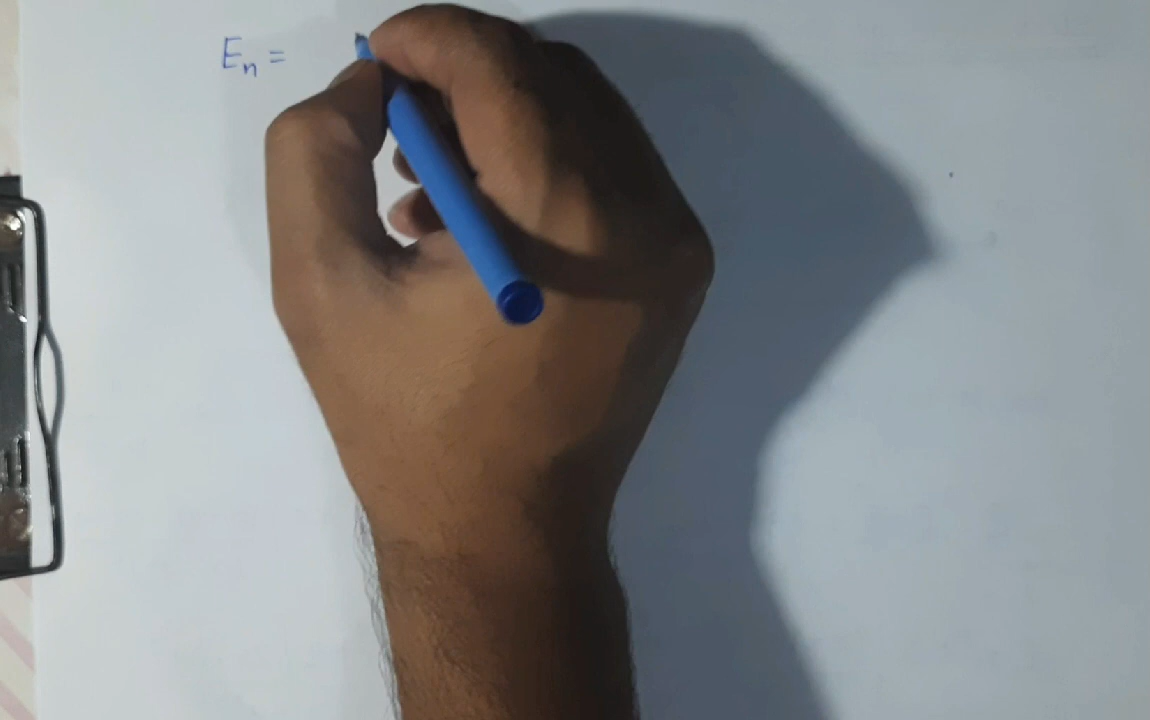 Eₙ =